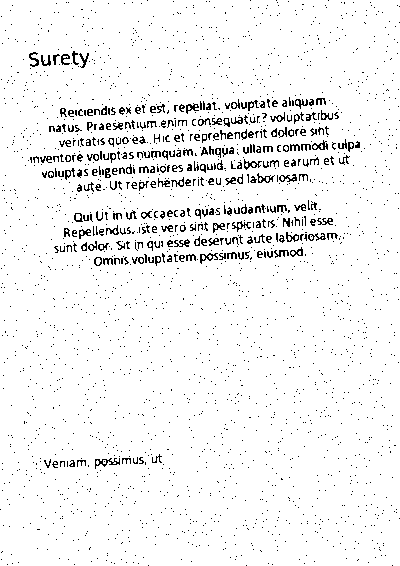 Surety
Reiciendis ex et est, repellat. voluptate aliquam
natus. Praesentium enim consequatur? voluptatibus
veritatis quo ea. Hic et reprehenderit dolore sint
inventore voluptas numquam. Aliqua. ullam commodi culpa
voluptas eligendi maiores aliquid. Laborum earum et ut
aute. Ut reprehenderit eu sed laboriosam.
Qui Ut in ut occaecat quas laudantium, velit.
Repellendus. iste vero sint perspiciatis. Nihil esse
sunt dolor. Sit in qui esse deserunt aute laboriosam.
Omnis voluptatem possimus, eiusmod.
Veniam, possimus, ut